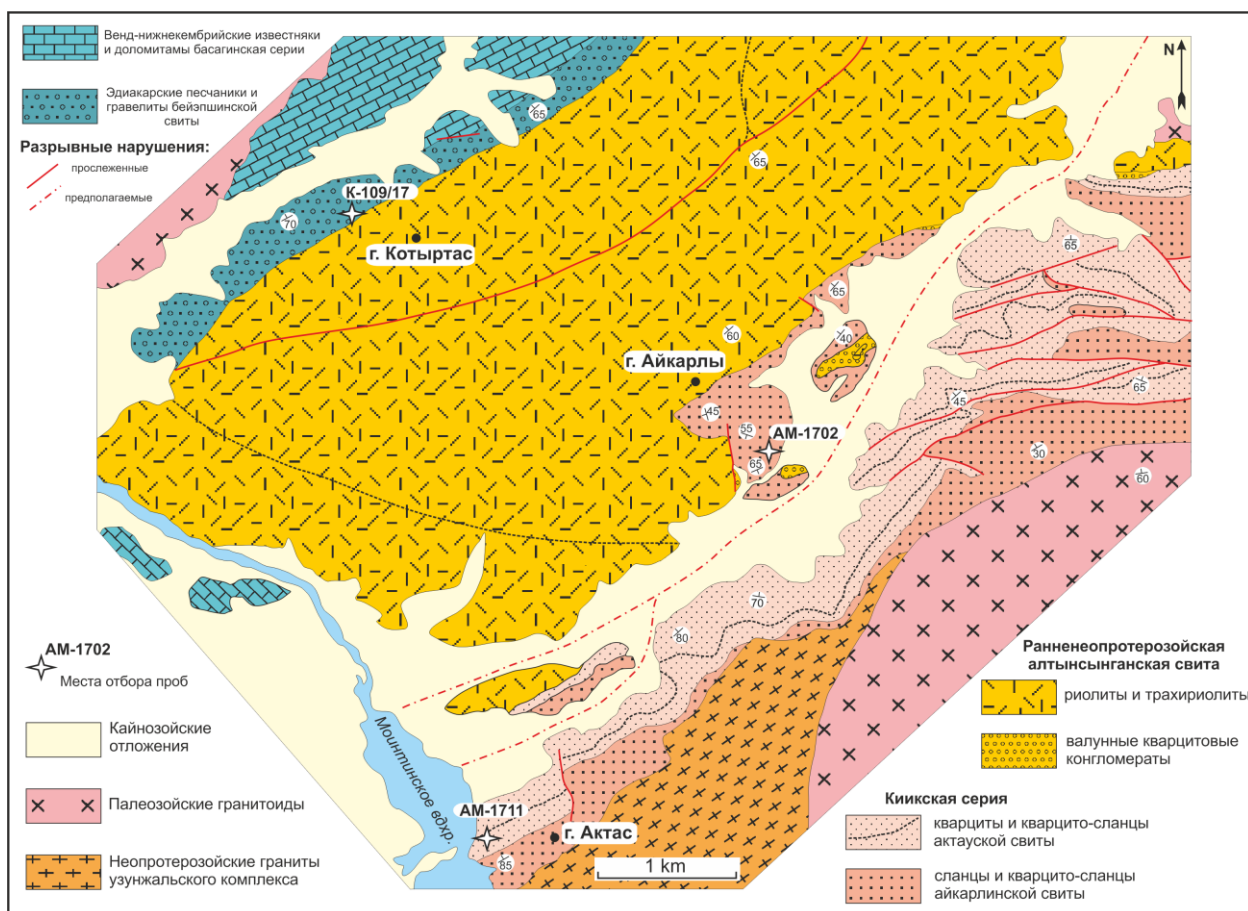 Венд-нижнекембрийские известняки
и доломитамы басагинская серии
Эдиакарские песчаники и
гравелиты бейэпшинской
свиты
Разрывные нарушения:
прослеженные
предполагаемые
N
65
К-109/17
70
г. Котыртас
65
65
65
60
40
г. Айкарлы
45
55
АМ-1702
65
45
65
30
60
70
80
АМ-1702
Места отбора проб
Кайнозойские
отложения
Палеозойские гранитоиды
Неопротерозойские граниты
узунжальского комплекса
Моинтинское вдхр.
АМ-1711
г. Актас
85
1 km
Ранненеопротерозойская
алтынсынганская свита
риолиты и трахириолиты
валунные кварцитовые
конгломераты
Киикская серия
кварциты и кварцито-сланцы
актауской свиты
сланцы и кварцито-сланцы
айкарлинской свиты